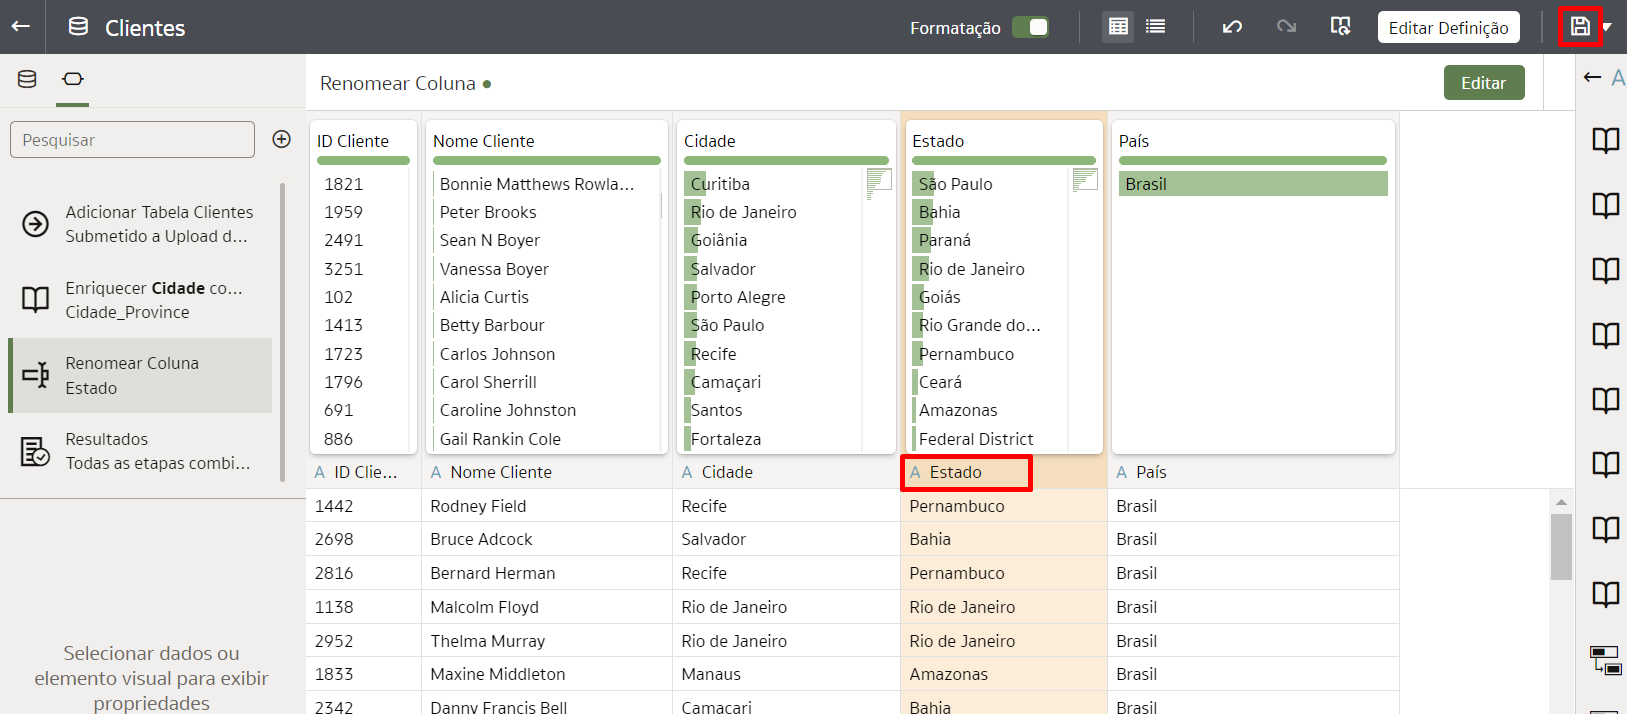 Clientes
Formatação
Editar Definição
Renomear Coluna
Editar
A
Pesquisar
Adicionar Tabela Clientes
Submetido a Upload d...
Enriquecer Cidade co...
Cidade_Province
Renomear Coluna
Estado
Resultados
Todas as etapas combi...
Selecionar dados ou
elemento visual para exibir
propriedades
ID Cliente
1821
1959
2491
3251
102
1413
1723
1796
691
886
Nome Cliente
Bonnie Matthews Rowla...
Peter Brooks
Sean N Boyer
Vanessa Boyer
Alicia Curtis
Betty Barbour
Carlos Johnson
Carol Sherrill
Caroline Johnston
Gail Rankin Cole
Cidade
Curitiba
Rio de Janeiro
Goiânia
Salvador
Porto Alegre
São Paulo
Recife
Camaçari
Santos
Fortaleza
Estado
São Paulo
Bahia
Paraná
Rio de Janeiro
Goiás
Rio Grande do...
Pernambuco
Ceará
Amazonas
Federal District
País
Brasil
A ID Clie... A Nome Cliente A Cidade A Estado A País
1442 Rodney Field Recife Pernambuco Brasil
2698 Bruce Adcock Salvador Bahia Brasil
2816 Bernard Herman Recife Pernambuco Brasil
1138 Malcolm Floyd Rio de Janeiro Rio de Janeiro Brasil
2952 Thelma Murray Rio de Janeiro Rio de Janeiro Brasil
1833 Maxine Middleton Manaus Amazonas Brasil
2342 Danny Francis Bell Camaçari Bahia Brasil